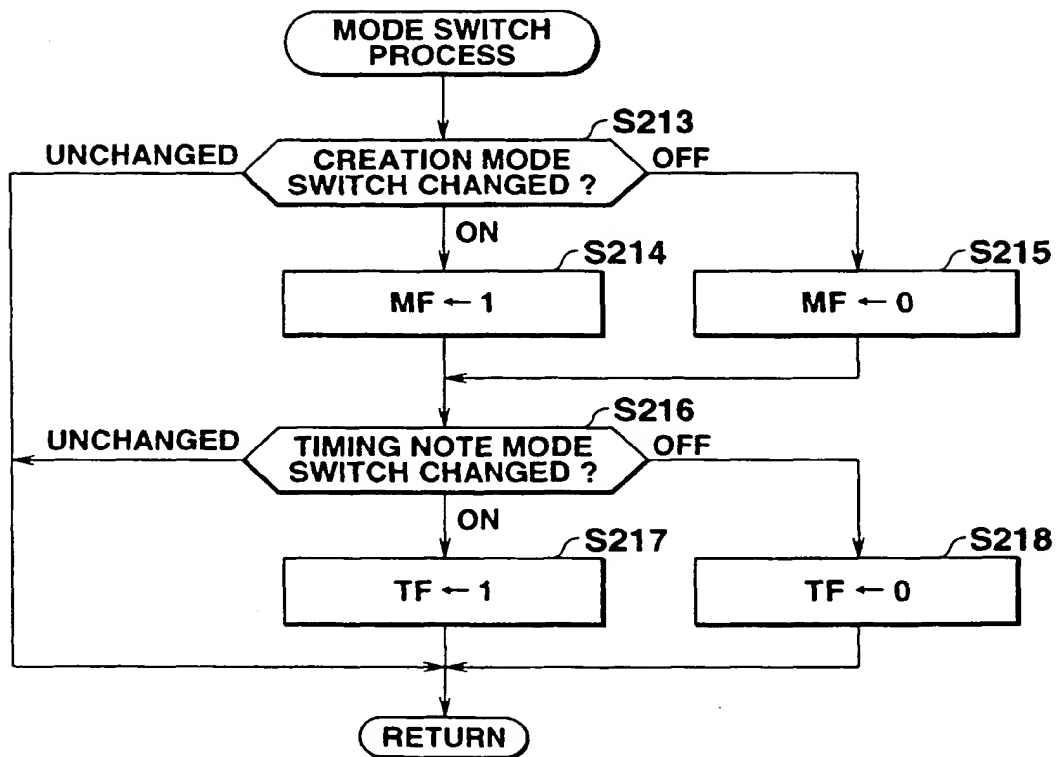 MODE SWITCH
PROCESS
S213
UNCHANGED
CREATION MODE
SWITCH CHANGED ?
OFF
ON
S214
S215
MF ← 1
MF ← 0
S216
UNCHANGED
TIMING NOTE MODE
SWITCH CHANGED ?
OFF
ON
S217
S218
TF ← 1
TF ← 0
RETURN